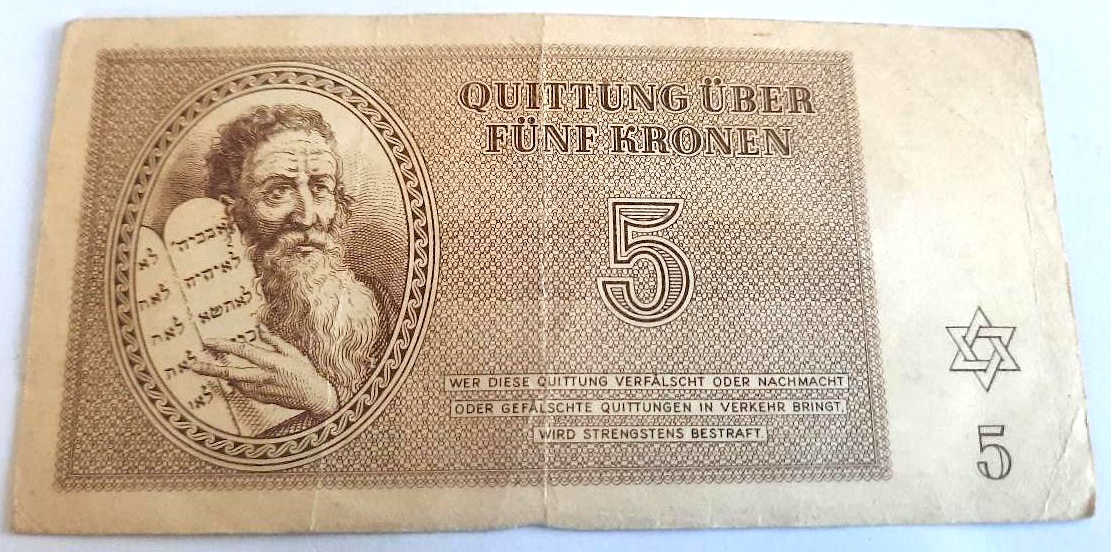 QUITTUNG ÜBER
FÜNF KRONEN
5
WER DIESE QUITTUNG VERFÄLSCHT ODER NACHMACHT
ODER GEFÄLSCHTE QUITTUNGEN IN VERKEHR BRINGT,
WIRD STRENGSTENS BESTRAFT.
5